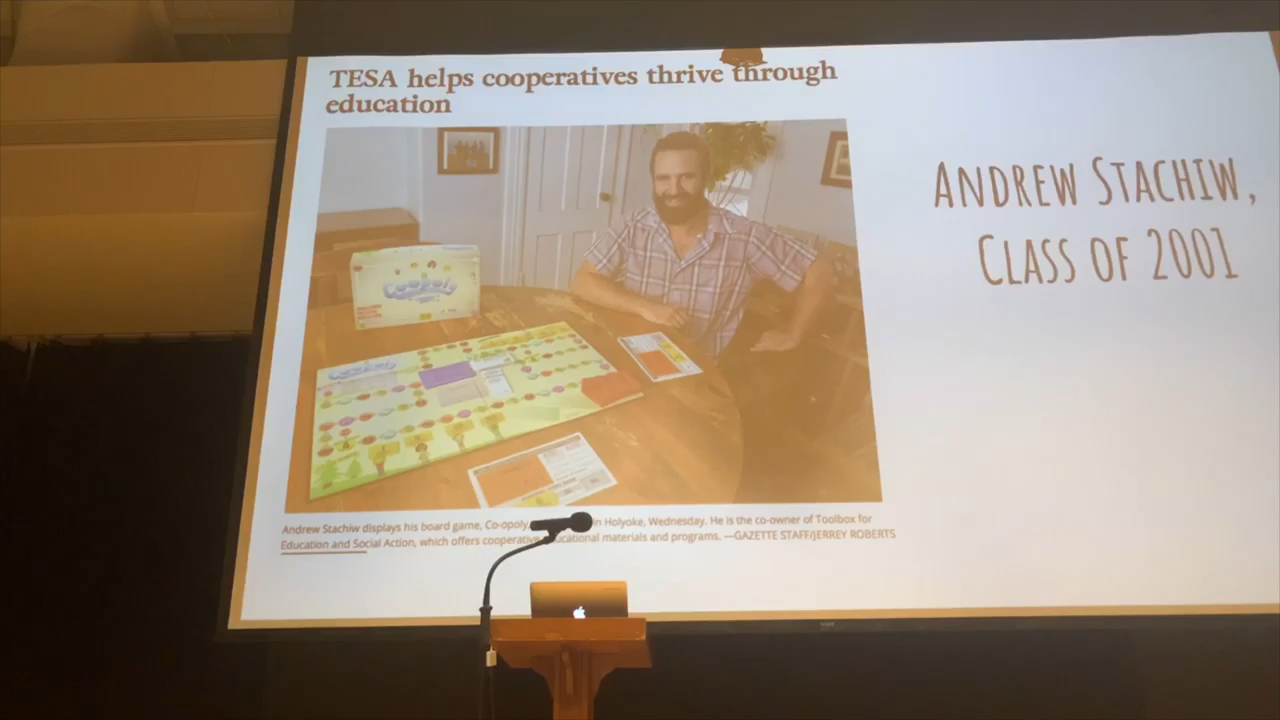 TESA helps cooperatives thrive through
education
ANDREW STACHIW,
CLASS OF 2001
Co-opoly
Andrew Stachiw displays his board game, Co-opoly, in Holyoke, Wednesday. He is the co-owner of Toolbox for
Education and Social Action, which offers cooperative educational materials and programs. —GAZETTE STAFF/JERREY ROBERTS